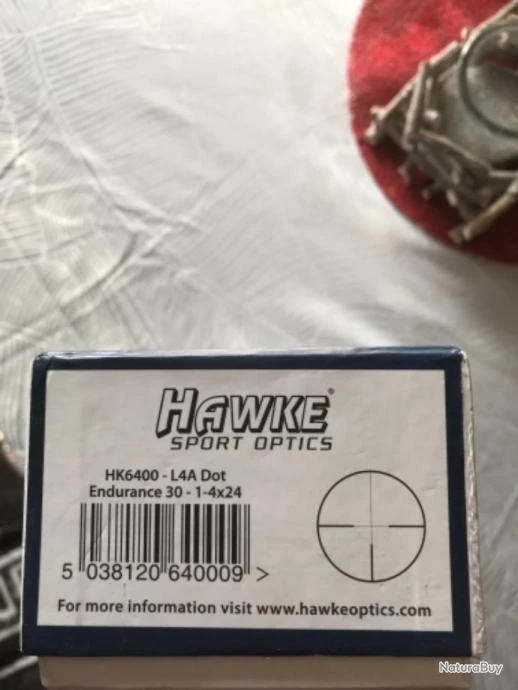 HAWKE®
SPORT OPTICS
HK6400 - L4A Dot
Endurance 30 - 1-4x24
5 038120 640009 >
For more information visit www.hawkeoptics.com
NaturaBuy